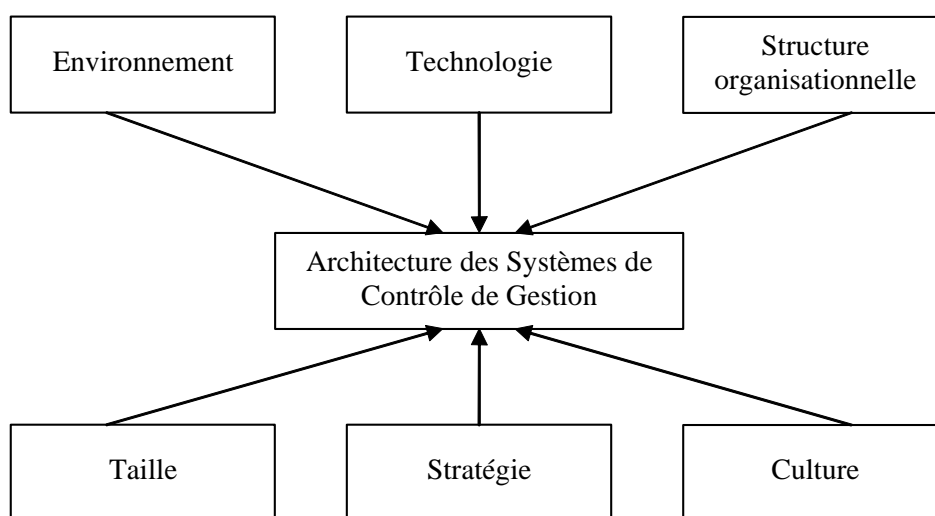 Environnement
Technologie
Structure
organisationnelle
Architecture des Systèmes de
Contrôle de Gestion
Taille
Stratégie
Culture